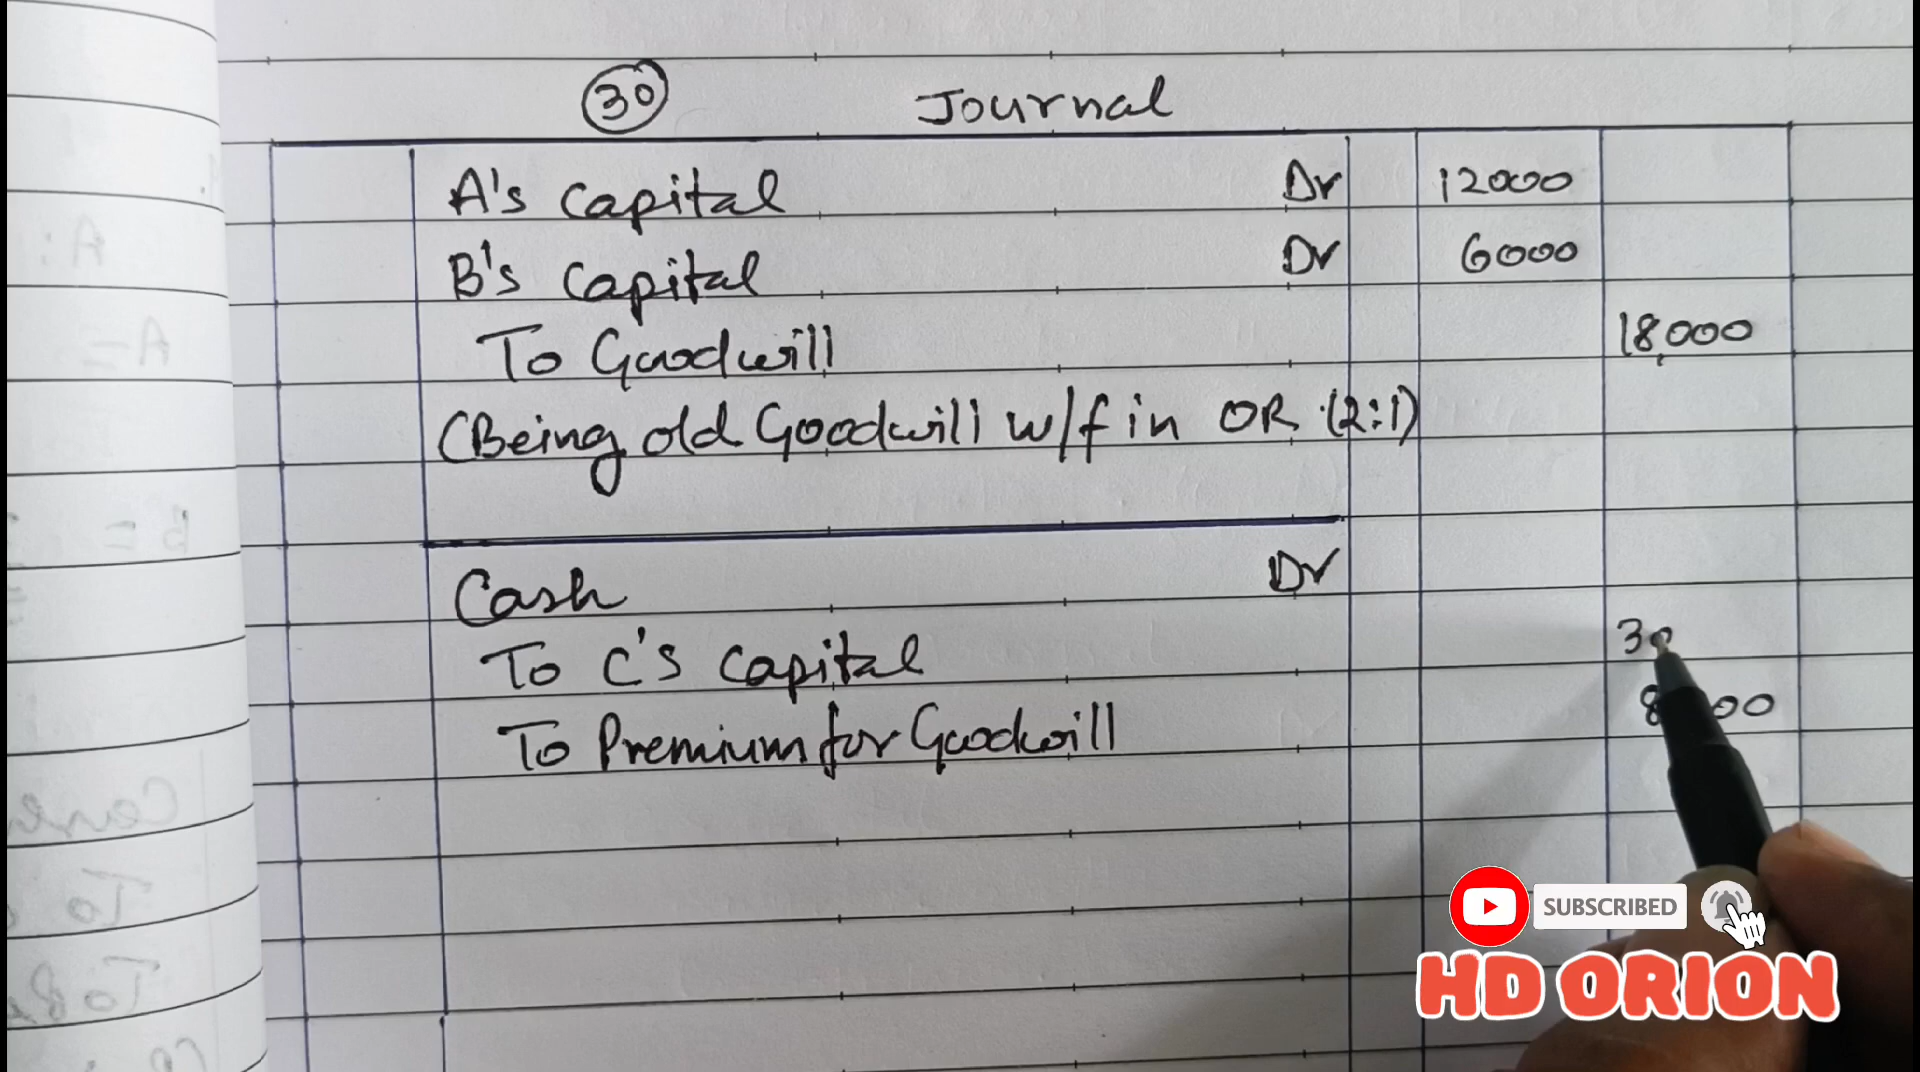 30 Journal
A's Capital Dr 12000
B's Capital Dr 6000
To Goodwill 18,000
(Being old Goodwill w/f in OR (2:1)
Cash Dr
To C's Capital 30
To Premium for Goodwill
SUBSCRIBED
HD ORION